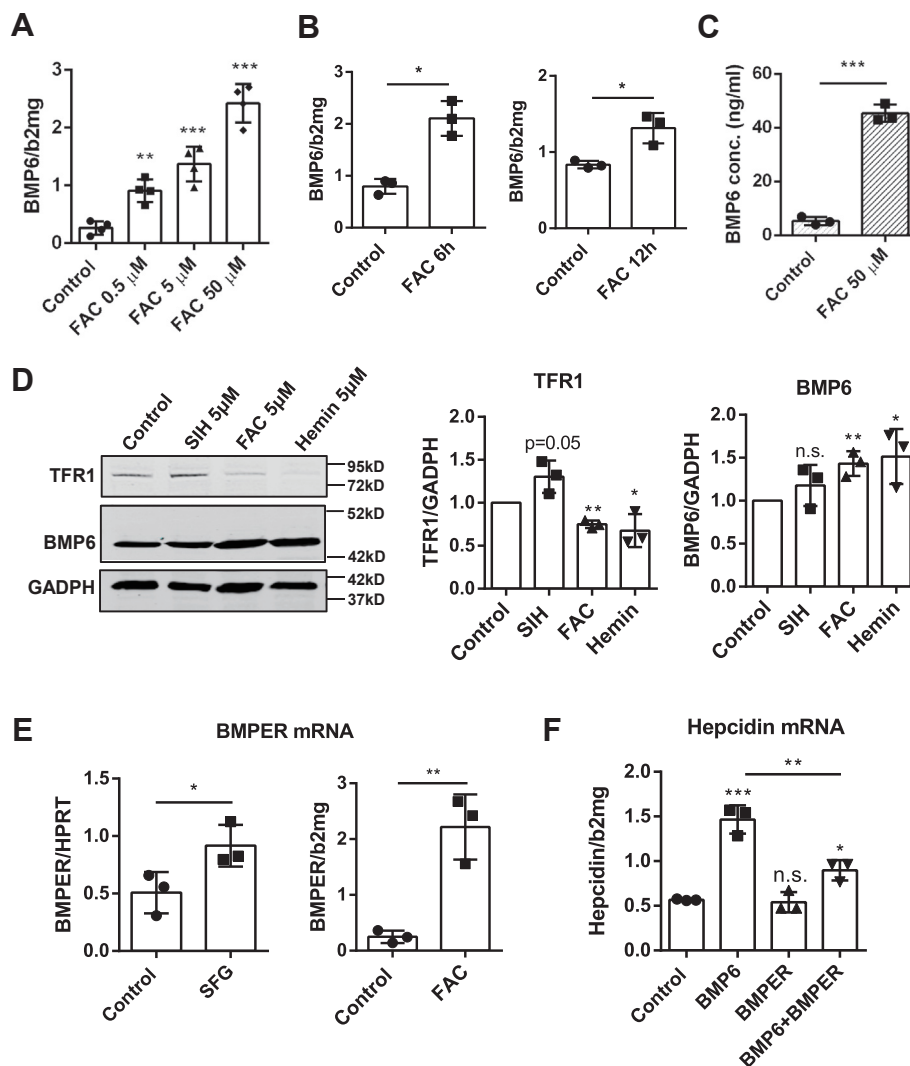 A
BMP6/b2mg
3
2
1
0
**
***
***
Control
FAC 0.5 μM
FAC 5 μM
FAC 50 μM
B
BMP6/b2mg
3
2
1
0
*
Control
FAC 6h
BMP6/b2mg
2
1
0
*
Control
FAC 12h
C
BMP6 conc. (ng/ml)
60
40
20
0
***
Control
FAC 50 μM
D
Control
SIH 5μM
FAC 5μM
Hemin 5μM
TFR1
95kD
72kD
BMP6
52kD
42kD
GADPH
42kD
37kD
TFR1
TFR1/GADPH
2.0
1.5
1.0
0.5
0.0
p=0.05
**
*
Control
SIH
FAC
Hemin
BMP6
BMP6/GADPH
2.0
1.5
1.0
0.5
0.0
n.s.
**
*
Control
SIH
FAC
Hemin
E
BMPER mRNA
BMPER/HPRT
1.5
1.0
0.5
0.0
*
Control
SFG
BMPER/b2mg
3
2
1
0
**
Control
FAC
F
Hepcidin mRNA
Hepcidin/b2mg
2.0
1.5
1.0
0.5
0.0
***
**
n.s.
*
Control
BMP6
BMPER
BMP6+BMPER